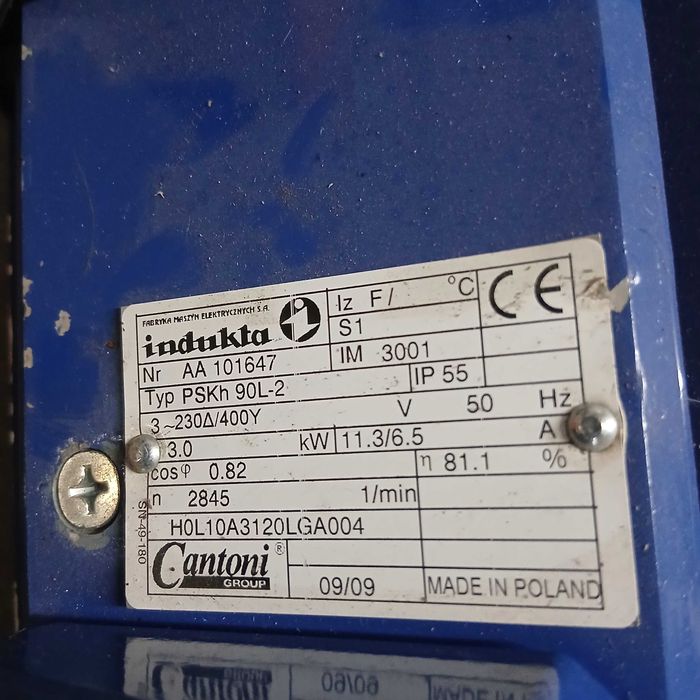 FABRYKA MASZYN ELEKTRYCZNYCH S.A.
indukta
Iz F/ °C
CE
S1
Nr AA 101647
IM 3001
Typ PSKh 90L-2
IP 55
3~230Δ/400Y V 50 Hz
3.0 kW 11.3/6.5 A
cosφ 0.82
η 81.1 %
n 2845 1/min
H0L10A3120LGA004
SN-49-180
Cantoni®
GROUP
09/09
MADE IN POLAND